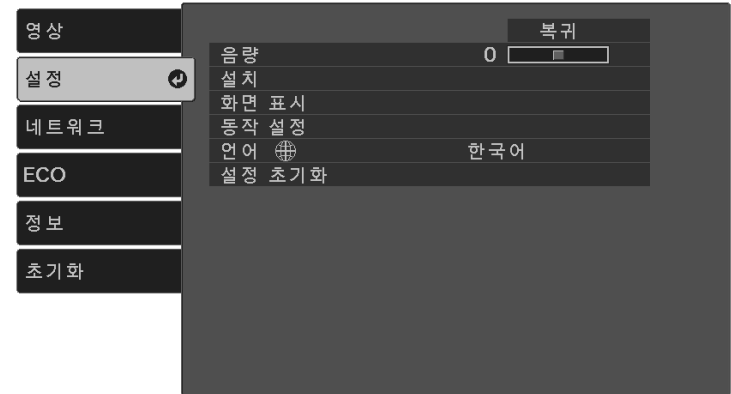 영상
설정
네트워크
ECO
정보
초기화
복귀
음량 0
설치
화면 표시
동작 설정
언어 한국어
설정 초기화